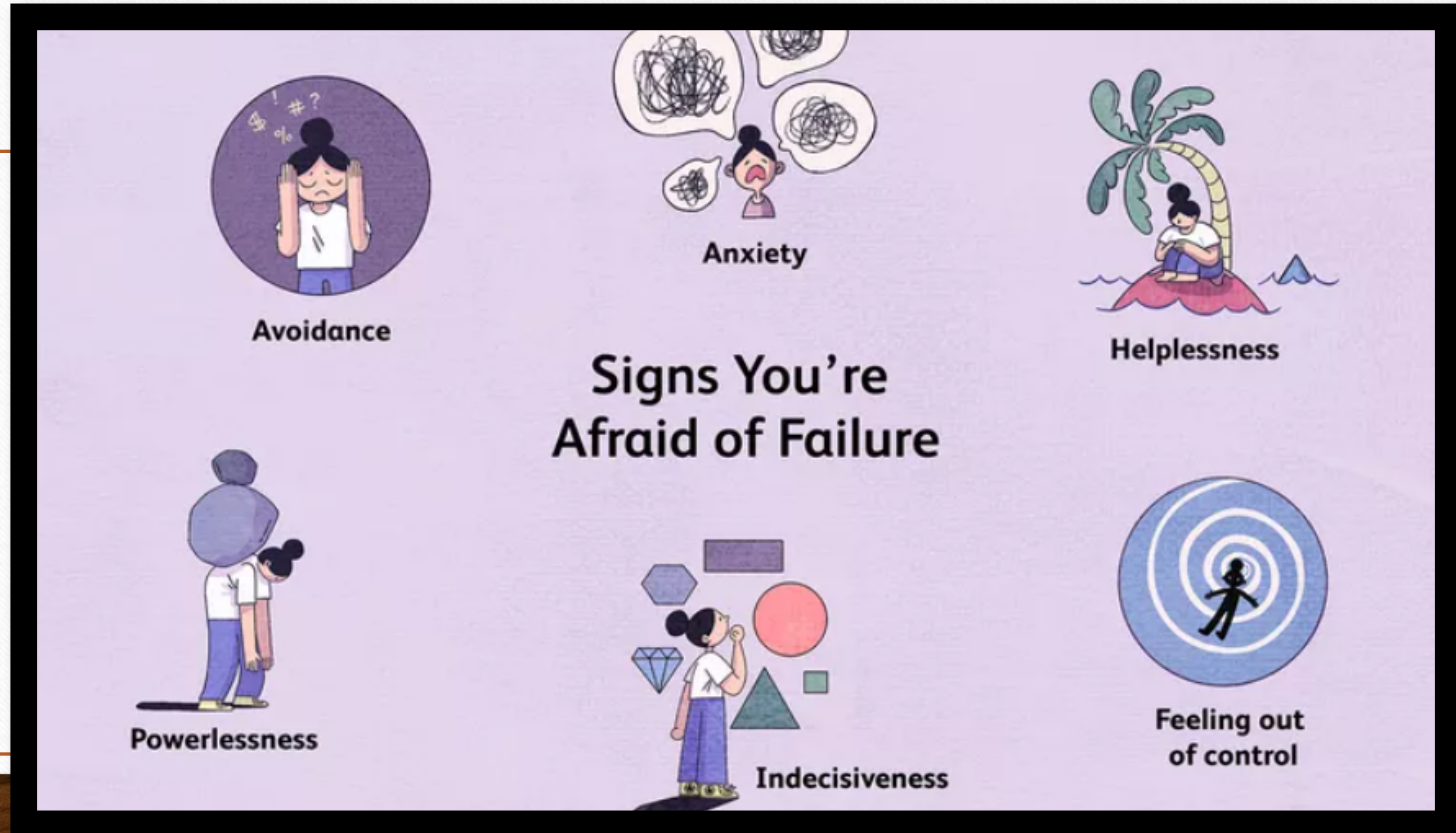 ! # ?
%
Avoidance
Anxiety
Helplessness
Signs You’re
Afraid of Failure
Powerlessness
Indecisiveness
Feeling out
of control